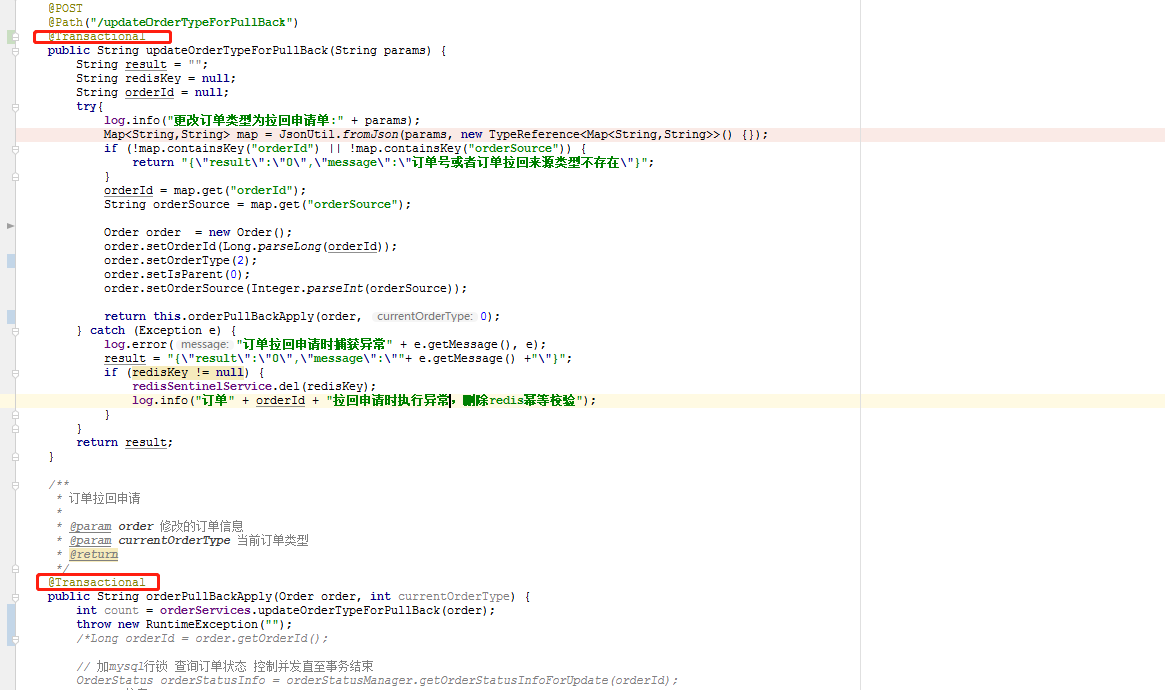 @POST
@Path("/updateOrderTypeForPullBack")
@Transactional
public String updateOrderTypeForPullBack(String params) {
String result = "";
String redisKey = null;
String orderId = null;
try{
log.info("更改订单类型为拉回申请单:" + params);
Map<String,String> map = JsonUtil.fromJson(params, new TypeReference<Map<String,String>>() {});
if (!map.containsKey("orderId") || !map.containsKey("orderSource")) {
return "{\"result\":\"0\",\"message\":\"订单号或者订单拉回来源类型不存在\"}";
}
orderId = map.get("orderId");
String orderSource = map.get("orderSource");
Order order  = new Order();
order.setOrderId(Long.parseLong(orderId));
order.setOrderType(2);
order.setIsParent(0);
order.setOrderSource(Integer.parseInt(orderSource));
return this.orderPullBackApply(order, currentOrderType: 0);
} catch (Exception e) {
log.error( message: "订单拉回申请时捕获异常" + e.getMessage(), e);
result = "{\"result\":\"0\",\"message\":\""+ e.getMessage() +"\"}";
if (redisKey != null) {
redisSentinelService.del(redisKey);
log.info("订单" + orderId + "拉回申请时执行异常，删除redis幂等校验");
}
}
return result;
}
/**
* 订单拉回申请
*
* @param order 修改的订单信息
* @param currentOrderType 当前订单类型
* @return
*/
@Transactional
public String orderPullBackApply(Order order, int currentOrderType) {
int count = orderServices.updateOrderTypeForPullBack(order);
throw new RuntimeException("");
/*Long orderId = order.getOrderId();
// 加mysql行锁 查询订单状态 控制并发直至事务结束
OrderStatus orderStatusInfo = orderStatusManager.getOrderStatusInfoForUpdate(orderId);